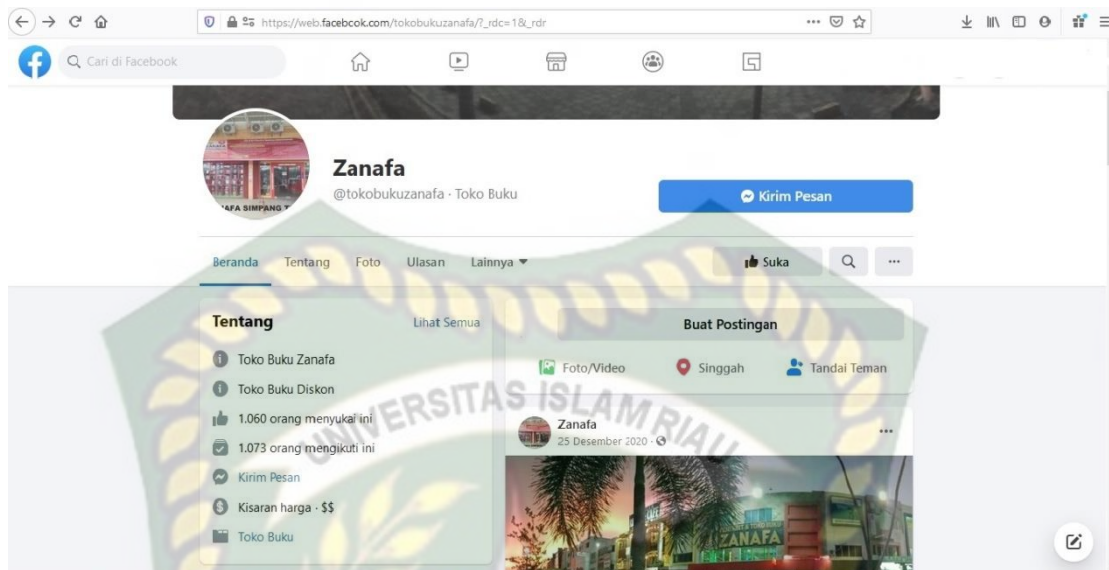 https://web.facebook.com/tokobukuzanafa/?_rdc=1&_rdr
Cari di Facebook
AFA SIMPANG T
Zanafa
@tokobukuzanafa · Toko Buku
Kirim Pesan
Beranda Tentang Foto Ulasan Lainnya
Suka
Tentang
Lihat Semua
Toko Buku Zanafa
Toko Buku Diskon
1.060 orang menyukai ini
1.073 orang mengikuti ini
Kirim Pesan
Kisaran harga · $$
Toko Buku
Buat Postingan
Foto/Video Singgah Tandai Teman
Zanafa
25 Desember 2020
ZANAFA
UNIVERSITAS ISLAM RIAU